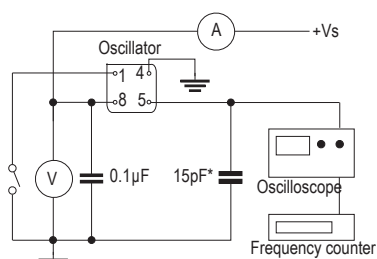 A
+Vs
Oscillator
1 4
8 5
V
0.1µF
15pF*
Oscilloscope
Frequency counter